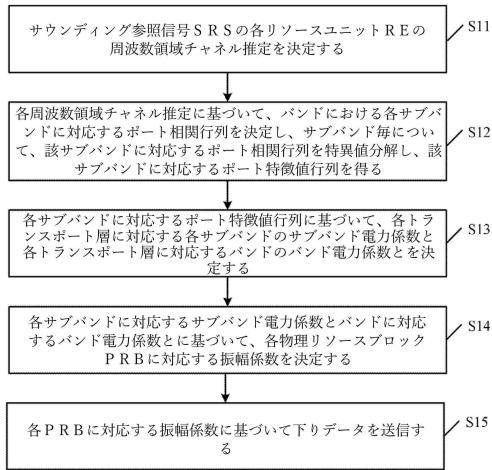 サウンディング参照信号ＳＲＳの各リソースユニットＲＥの
周波数領域チャネル推定を決定する
S11
各周波数領域チャネル推定に基づいて、バンドにおける各サブバ
ンドに対応するポート相関行列を決定し、サブバンド毎につい
て、該サブバンドに対応するポート相関行列を特異値分解し、該
サブバンドに対応するポート特徴値行列を得る
S12
各サブバンドに対応するポート特徴値行列に基づいて、各トラ
ンスポート層に対応する各サブバンドのサブバンド電力係数と
各トランスポート層に対応するバンドのバンド電力係数とを決
定する
S13
各サブバンドに対応するサブバンド電力係数とバンドに対応
するバンド電力係数とに基づいて、各物理リソースブロック
ＰＲＢに対応する振幅係数を決定する
S14
各ＰＲＢに対応する振幅係数に基づいて下りデータを送信す
る
S15